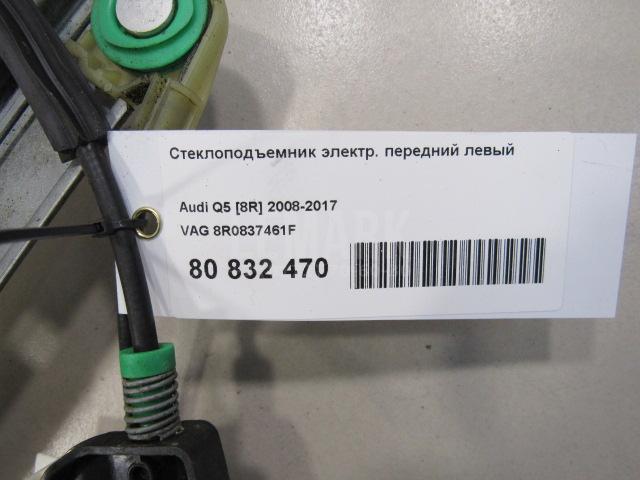 Стеклоподъемник электр. передний левый
Audi Q5 [8R] 2008-2017
VAG 8R0837461F
80 832 470